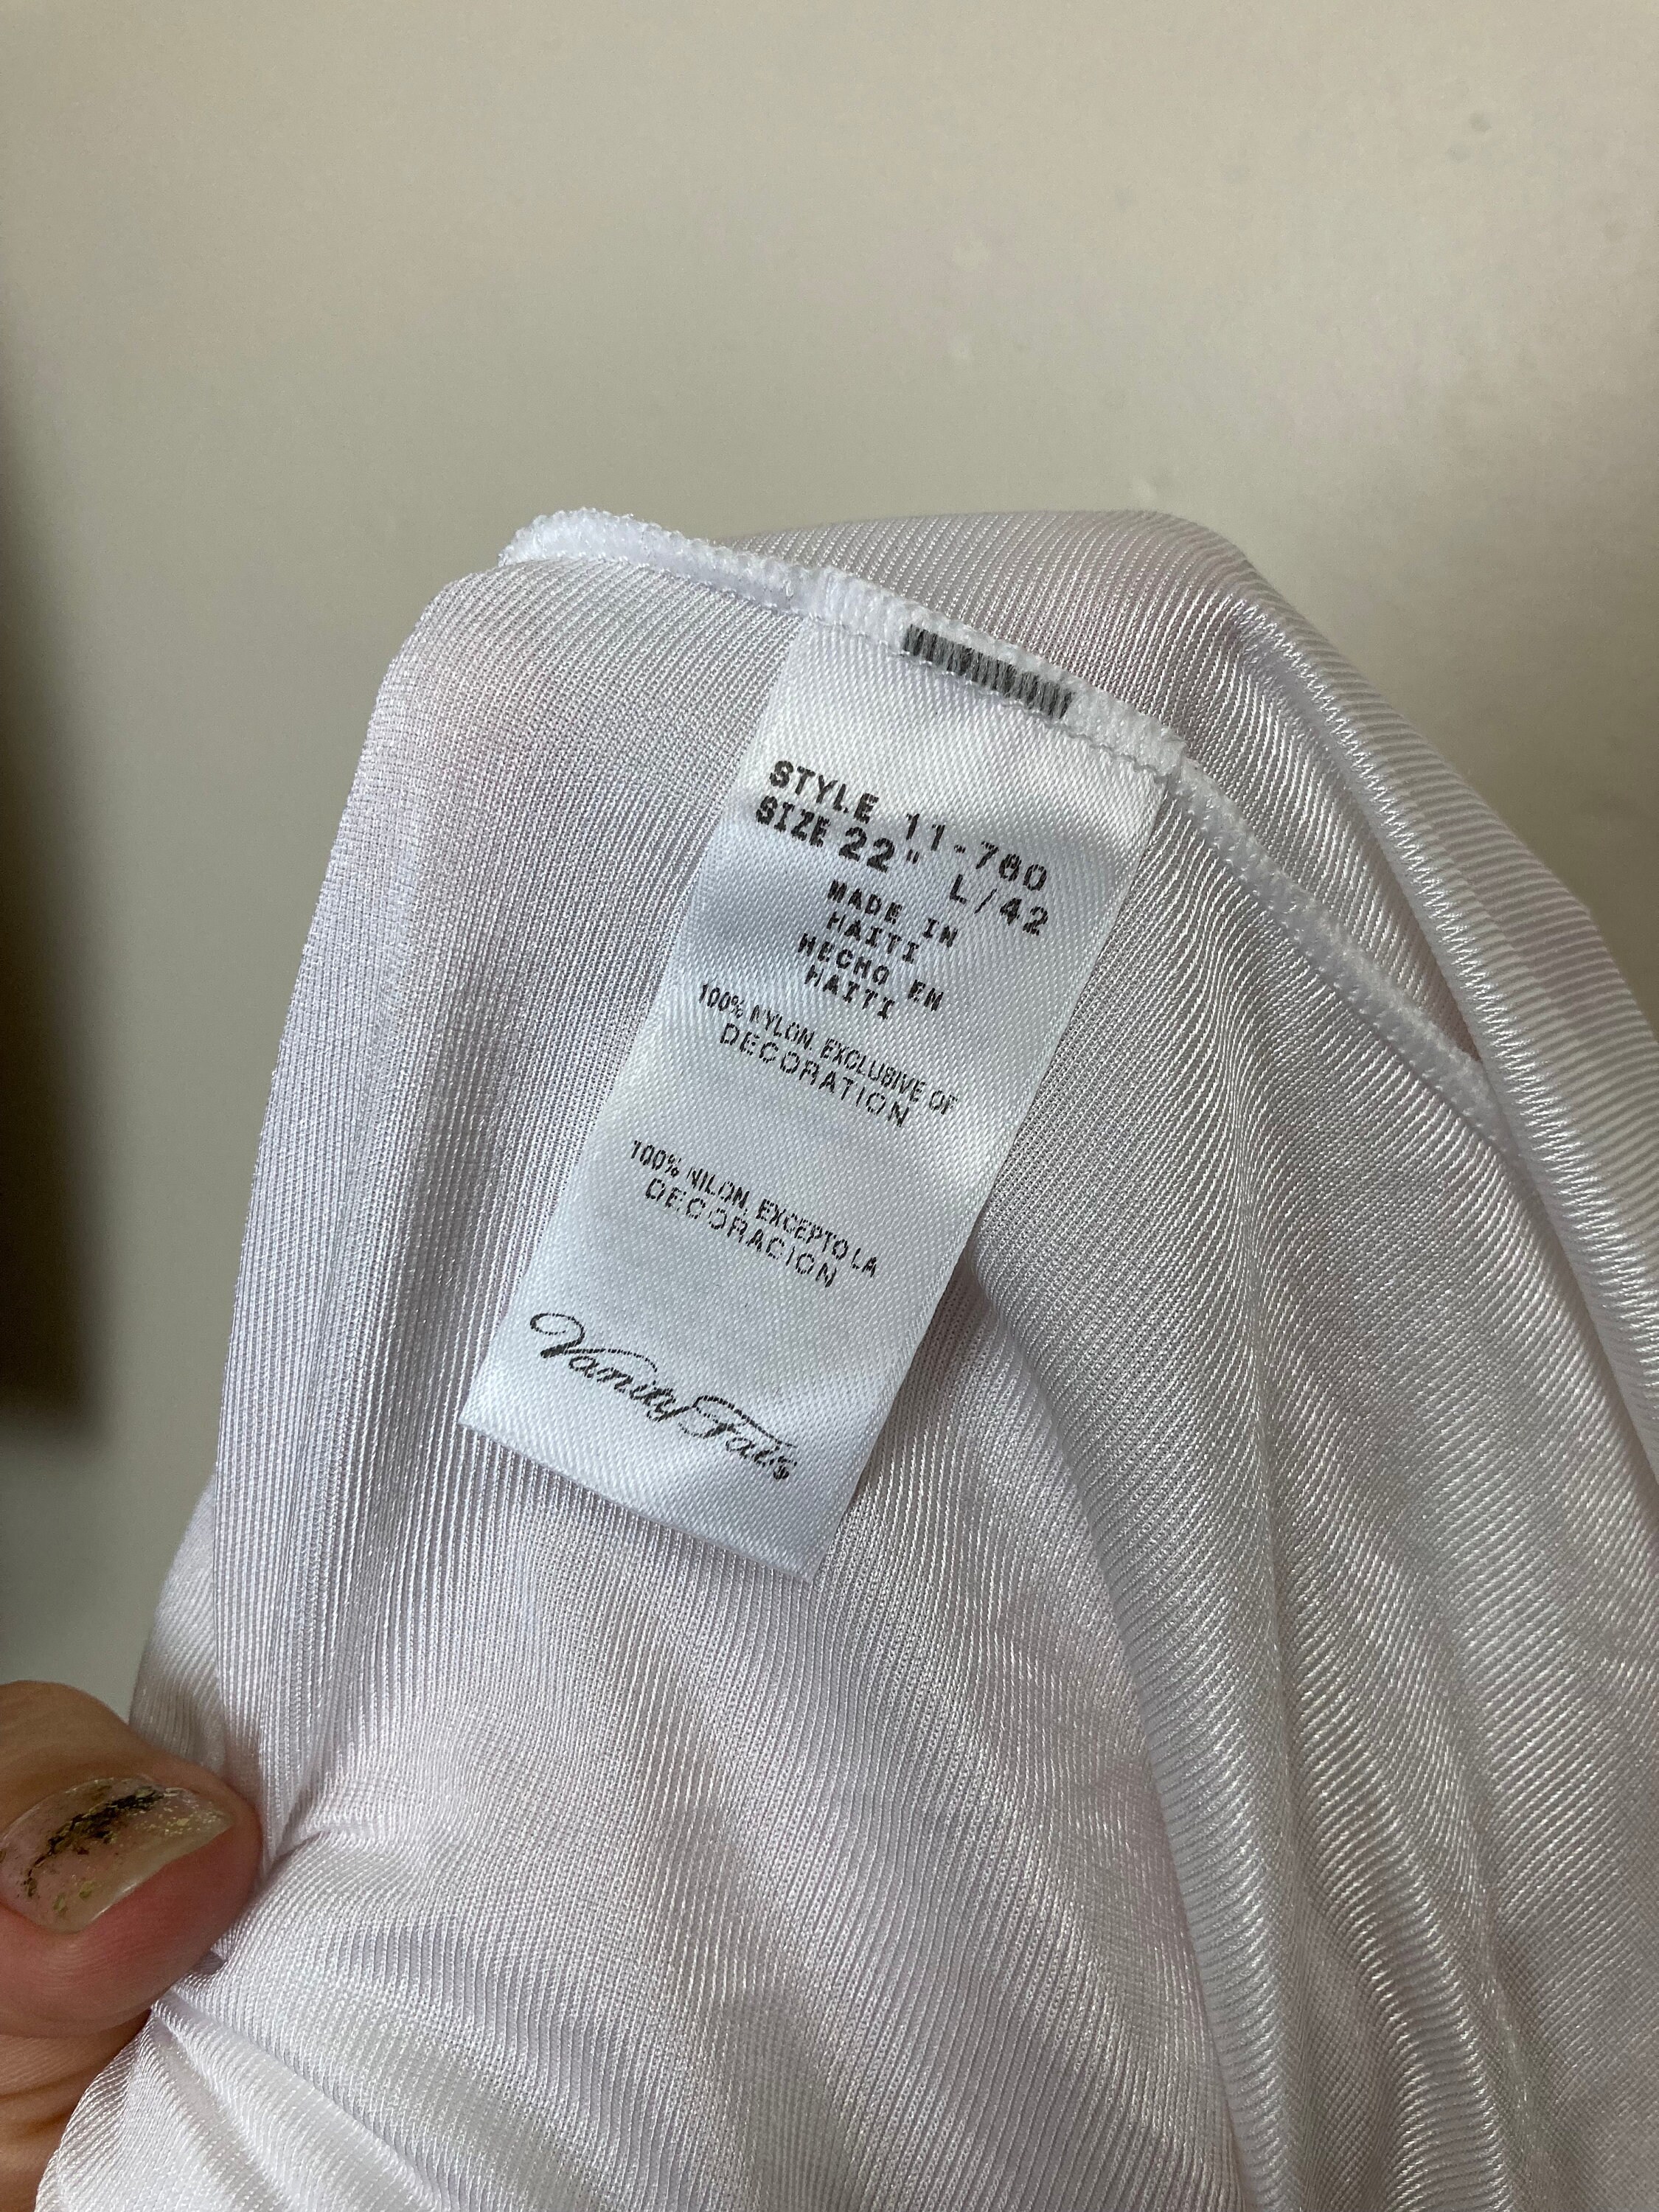 STYLE 11-760
SIZE 22" L/42
MADE IN
HAITI
HECHO EN
HAITI
100% NYLON, EXCLUSIVE OF
DECORATION
100% NILON, EXCEPTO LA
DECORACION
Vanity Fair